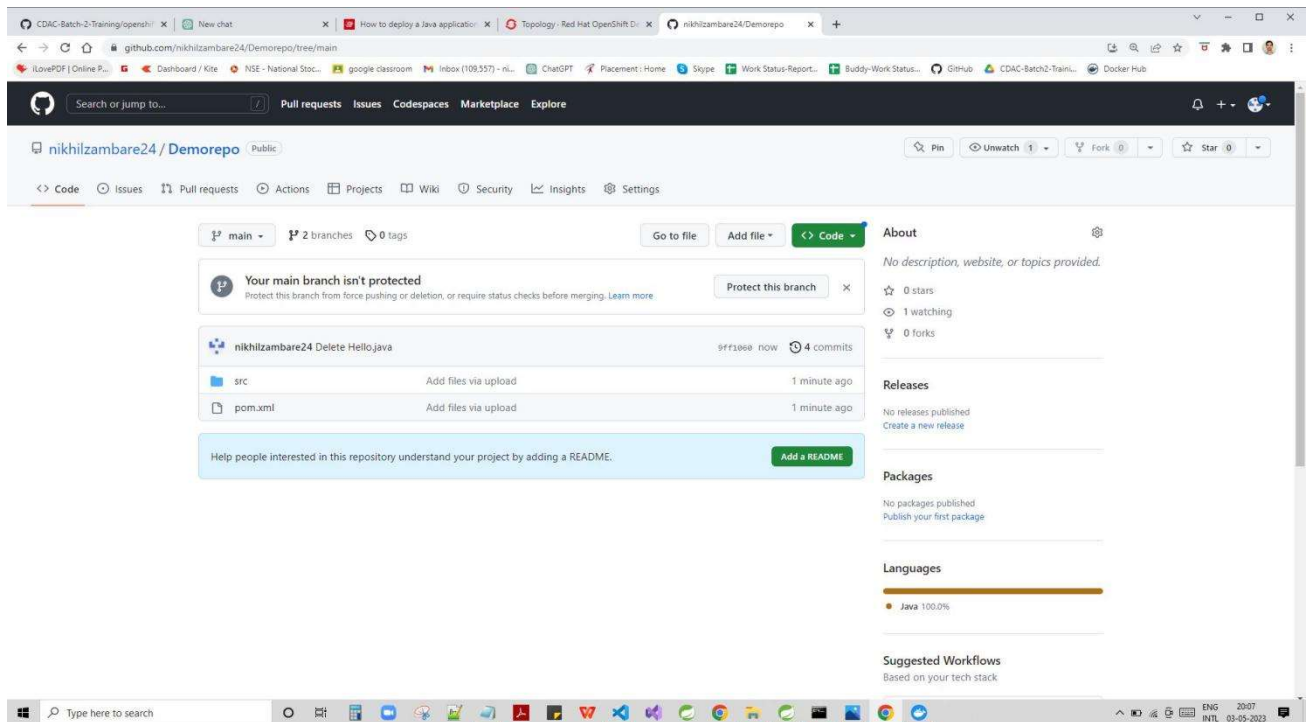 CDAC-Batch-2-Training/openshif
New chat
How to deploy a Java application
Topology · Red Hat OpenShift De
nikhilzambare24/Demorepo
github.com/nikhilzambare24/Demorepo/tree/main
iLovePDF | Online P...
Dashboard / Kite
NSE - National Stoc...
google classroom
Inbox (109,557) - ni...
ChatGPT
Placement : Home
Skype
Work Status-Report...
Buddy-Work Status...
GitHub
CDAC-Batch2-Traini...
Docker Hub
Search or jump to...
/
Pull requests Issues Codespaces Marketplace Explore
nikhilzambare24 / Demorepo Public
Pin
Unwatch 1
Fork 0
Star 0
Code
Issues
Pull requests
Actions
Projects
Wiki
Security
Insights
Settings
main
2 branches
0 tags
Go to file
Add file
Code
Your main branch isn't protected
Protect this branch from force pushing or deletion, or require status checks before merging. Learn more
Protect this branch
nikhilzambare24 Delete Hello.java
9ff1060 now 4 commits
src Add files via upload 1 minute ago
pom.xml Add files via upload 1 minute ago
Help people interested in this repository understand your project by adding a README.
Add a README
About
No description, website, or topics provided.
0 stars
1 watching
0 forks
Releases
No releases published
Create a new release
Packages
No packages published
Publish your first package
Languages
Java 100.0%
Suggested Workflows
Based on your tech stack
Type here to search
ENG
INTL
20:07
03-05-2023